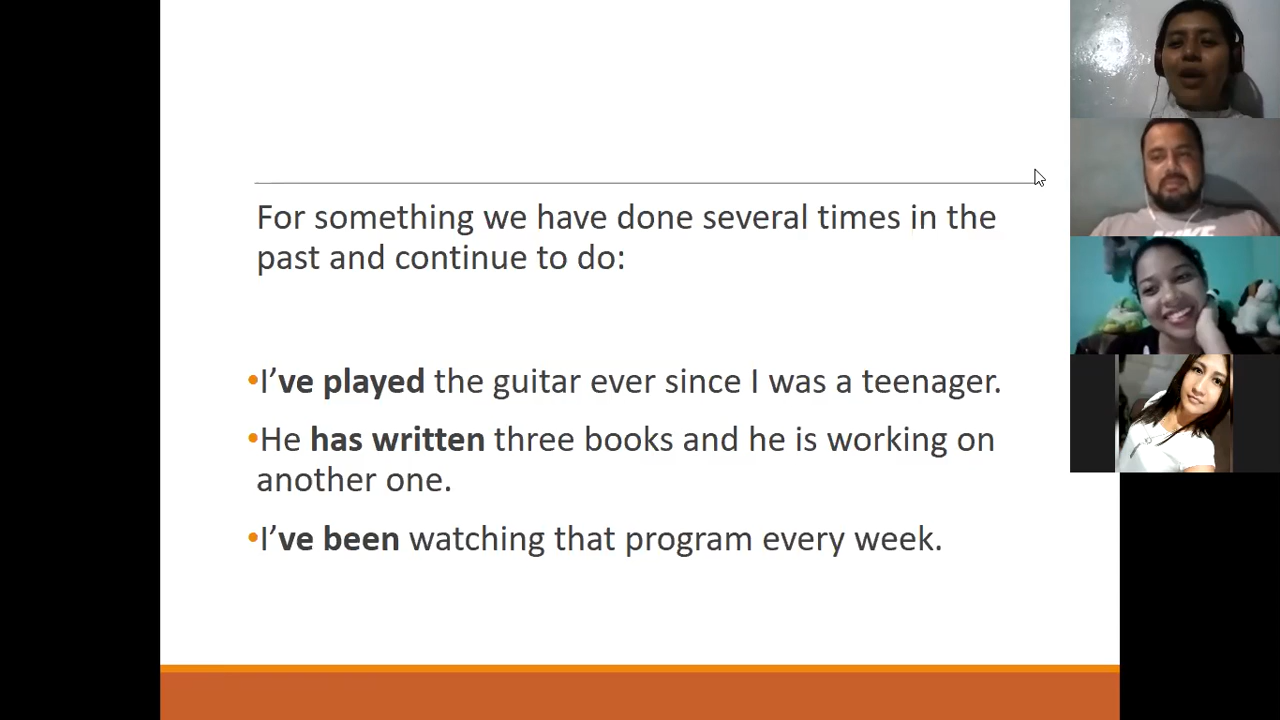 For something we have done several times in the
past and continue to do:
•I’ve played the guitar ever since I was a teenager.
•He has written three books and he is working on
another one.
•I’ve been watching that program every week.